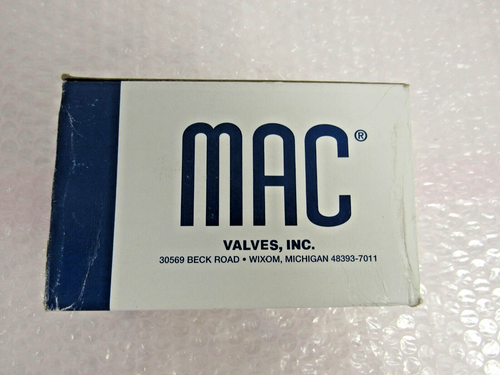 MAC®
VALVES, INC.
30569 BECK ROAD • WIXOM, MICHIGAN 48393-7011